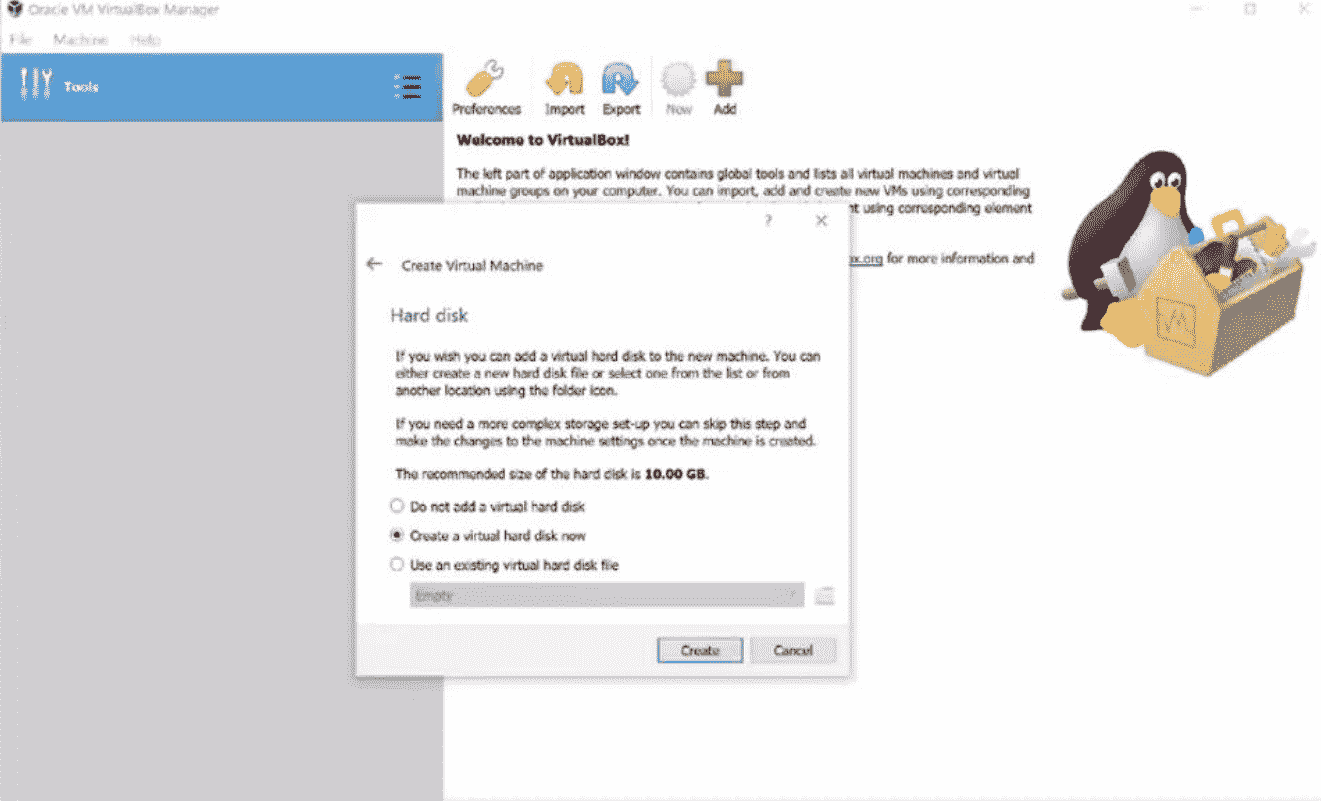 Oracle VM VirtualBox Manager
File Machine Help
Tools
Preferences Import Export New Add
Welcome to VirtualBox!
The left part of application window contains global tools and lists all virtual machines and virtual
machine groups on your computer. You can import, add and create new VMs using corresponding
using corresponding element
for more information and
? ×
Create Virtual Machine
Hard disk
If you wish you can add a virtual hard disk to the new machine. You can
either create a new hard disk file or select one from the list or from
another location using the folder icon.
If you need a more complex storage set-up you can skip this step and
make the changes to the machine settings once the machine is created.
The recommended size of the hard disk is 10.00 GB.
Do not add a virtual hard disk
Create a virtual hard disk now
Use an existing virtual hard disk file
Empty
Create Cancel